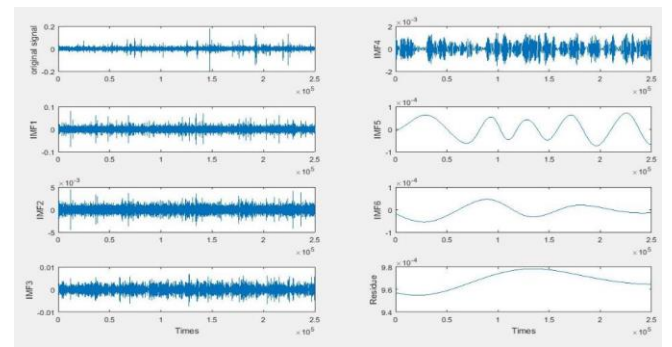 original signal
0.2
0
-0.2
0 0.5 1 1.5 2 2.5
× 10^5
IMF1
0.1
0
-0.1
0 0.5 1 1.5 2 2.5
× 10^5
IMF2
5 × 10^-3
0
-5
0 0.5 1 1.5 2 2.5
× 10^5
IMF3
0.01
0
-0.01
0 0.5 1 1.5 2 2.5
Times × 10^5
IMF4
2 × 10^-3
0
-2
0 0.5 1 1.5 2 2.5
× 10^5
IMF5
1 × 10^-4
0
-1
0 0.5 1 1.5 2 2.5
× 10^5
IMF6
1 × 10^-4
0
-1
0 0.5 1 1.5 2 2.5
× 10^5
Residue
9.8 × 10^-4
9.6
9.4
0 0.5 1 1.5 2 2.5
Times × 10^5